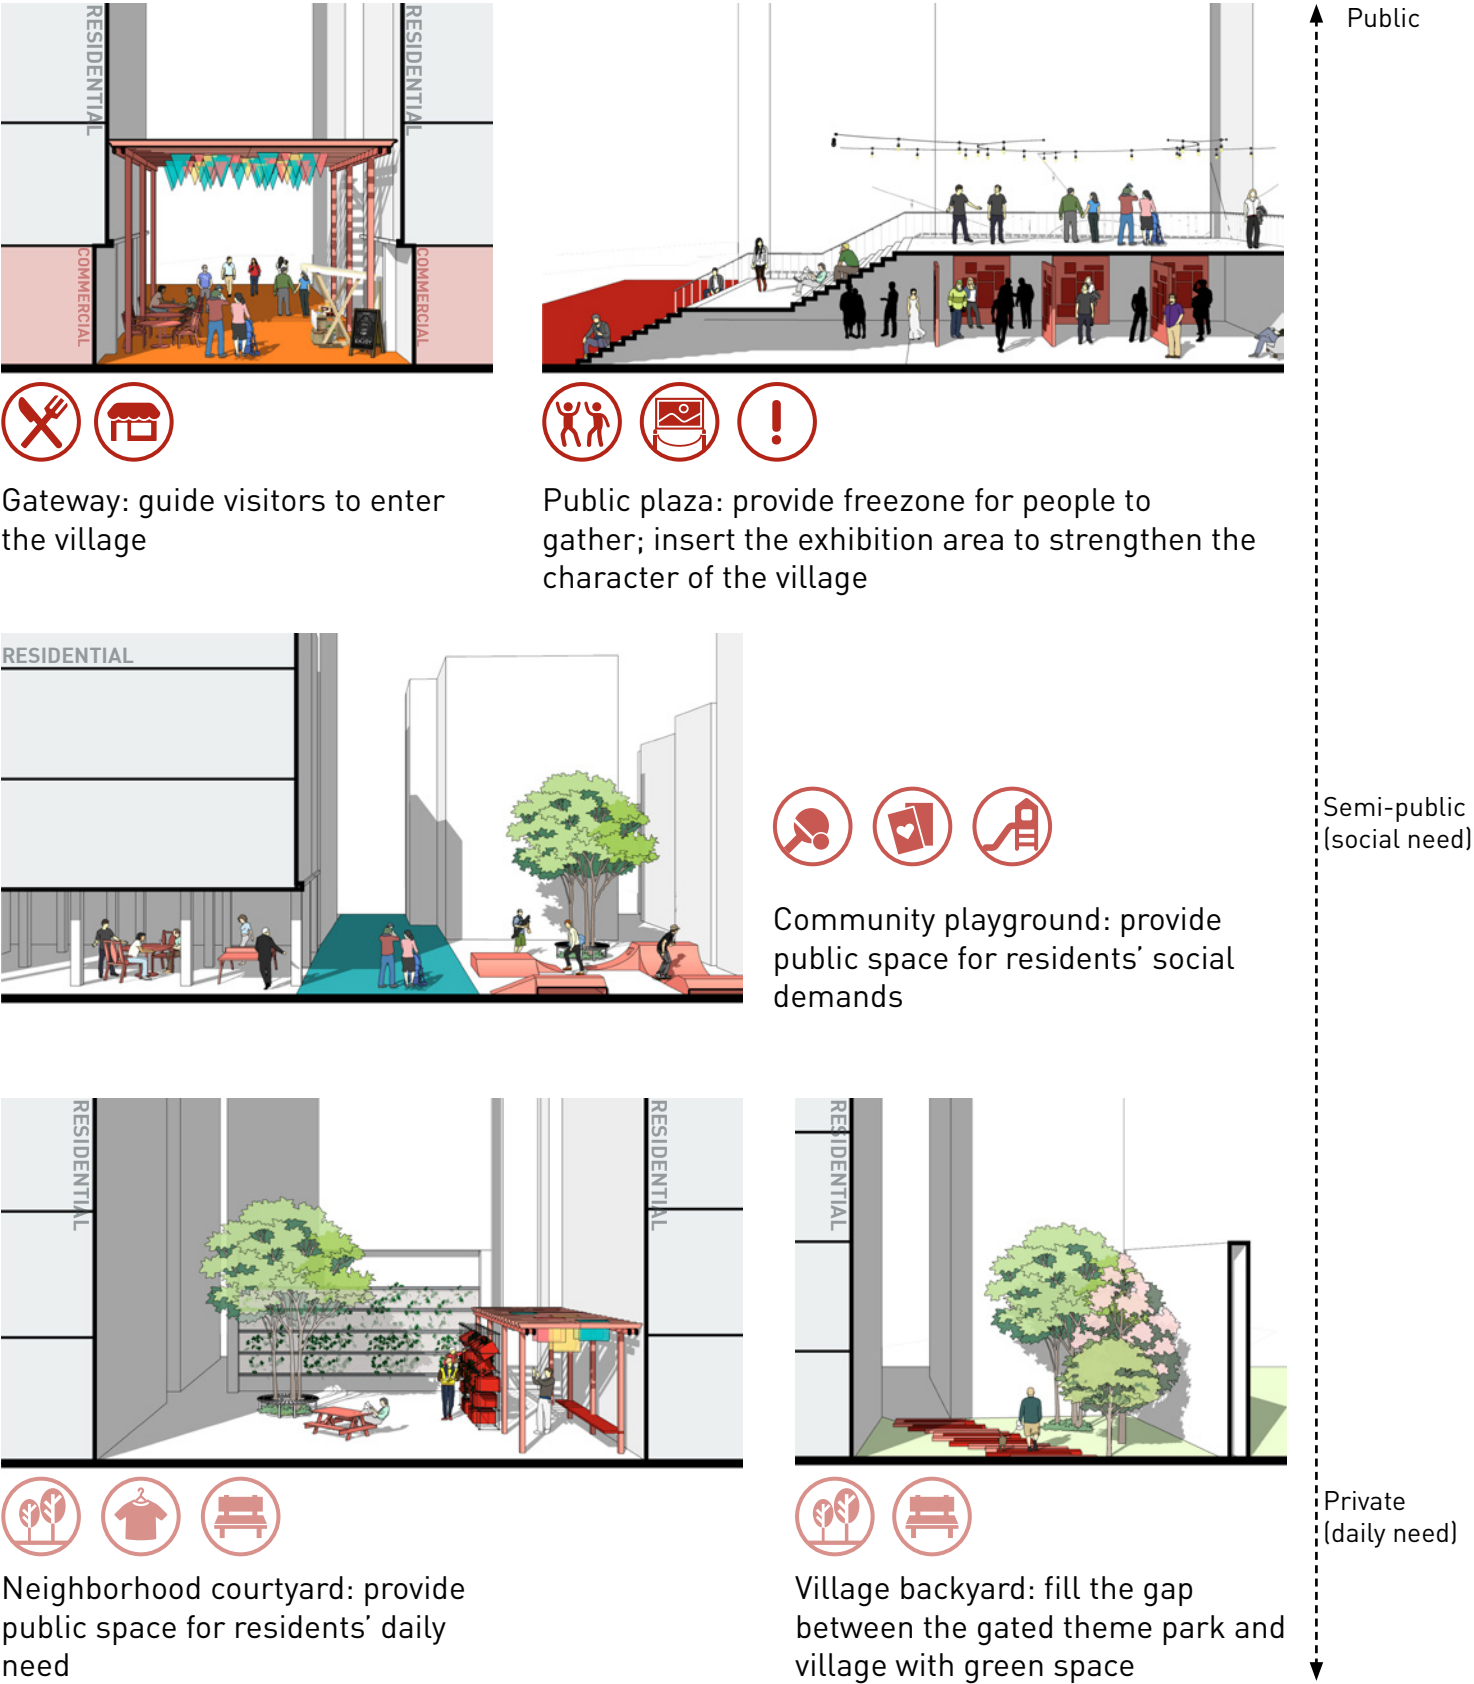 RESIDENTIAL
RESIDENTIAL
COMMERCIAL
COMMERCIAL
Public
Gateway: guide visitors to enter
the village
Public plaza: provide freezone for people to
gather; insert the exhibition area to strengthen the
character of the village
RESIDENTIAL
Semi-public
(social need)
Community playground: provide
public space for residents’ social
demands
RESIDENTIAL
RESIDENTIAL
RESIDENTIAL
Private
(daily need)
Neighborhood courtyard: provide
public space for residents’ daily
need
Village backyard: fill the gap
between the gated theme park and
village with green space